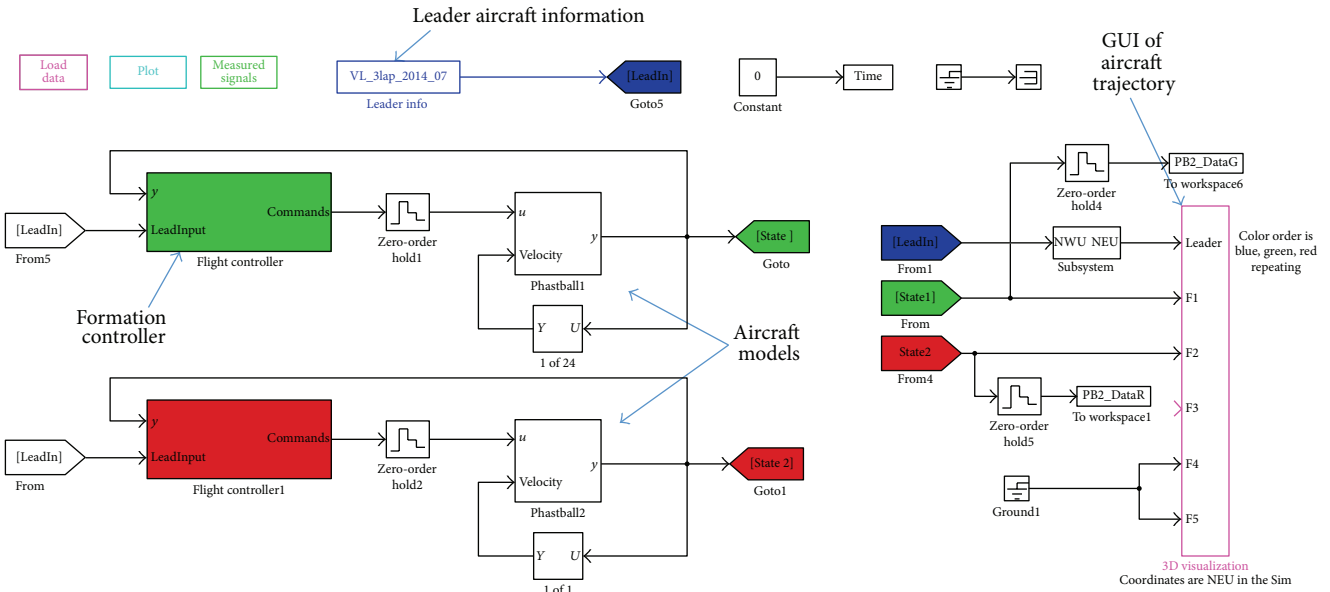 Leader aircraft information
GUI of
aircraft
trajectory
Load
data
Plot
Measured
signals
VL_3lap_2014_07
Leader info
[LeadIn]
Goto5
0
Constant
Time
y
LeadInput
Commands
Flight controller
[LeadIn]
From5
Zero-order
hold1
u
Velocity
y
Phastball1
[State ]
Goto
Y U
1 of 24
Formation
controller
Aircraft
models
y
LeadInput
Commands
Flight controller1
[LeadIn]
From
Zero-order
hold2
u
Velocity
y
Phastball2
[State 2]
Goto1
Y U
1 of 1
Zero-order
hold4
PB2_DataG
To workspace6
[LeadIn]
From1
NWU NEU
Subsystem
[State1]
From
State2
From4
Zero-order
hold5
PB2_DataR
To workspace1
Ground1
Leader
F1
F2
F3
F4
F5
Color order is
blue, green, red
repeating
3D visualization
Coordinates are NEU in the Sim